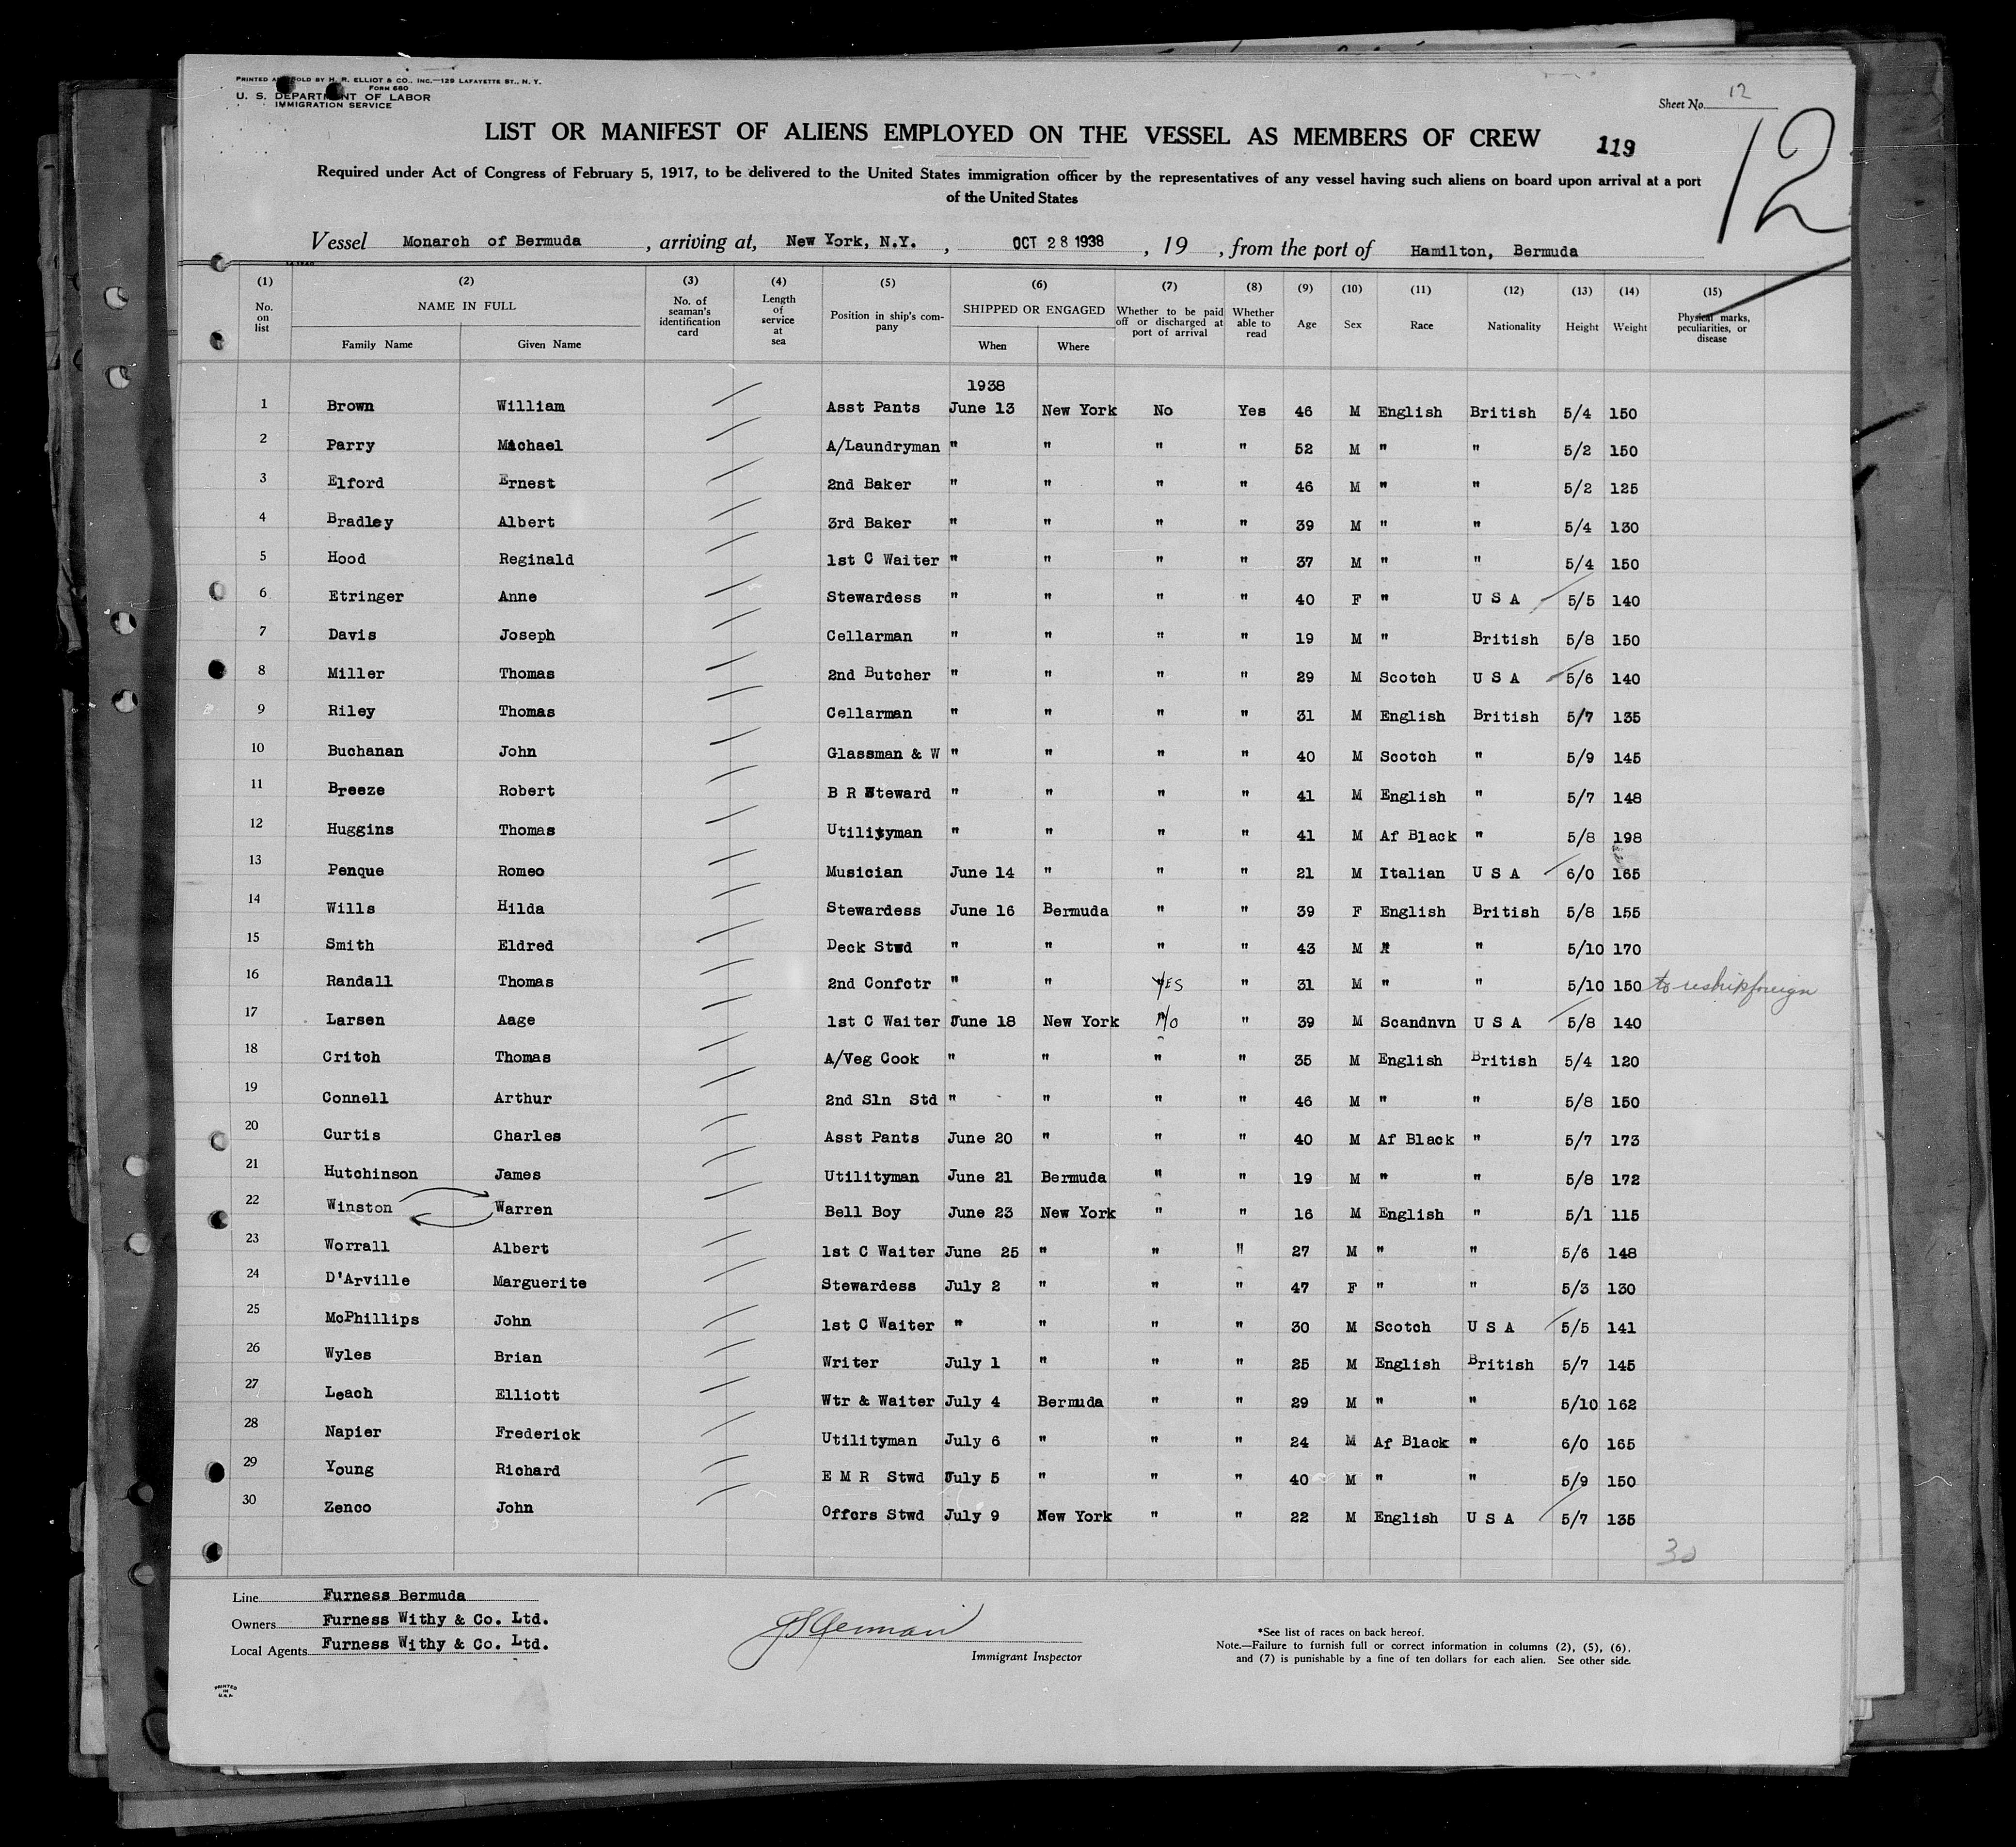 PRINTED AND SOLD BY H. R. ELLIOT & CO., INC.—129 LAFAYETTE ST., N. Y.
FORM 680
U. S. DEPARTMENT OF LABOR
IMMIGRATION SERVICE
Sheet No. 12
LIST OR MANIFEST OF ALIENS EMPLOYED ON THE VESSEL AS MEMBERS OF CREW 119
12
Required under Act of Congress of February 5, 1917, to be delivered to the United States immigration officer by the representatives of any vessel having such aliens on board upon arrival at a port
of the United States
Vessel Monarch of Bermuda, arriving at, New York, N.Y., OCT 28 1938, 19 , from the port of Hamilton, Bermuda
(1) (2) (3) (4) (5) (6) (7) (8) (9) (10) (11) (12) (13) (14) (15)
No. on list NAME IN FULL Family Name Given Name No. of seaman's identification card Length of service at sea Position in ship's company SHIPPED OR ENGAGED When Where Whether to be paid off or discharged at port of arrival Whether able to read Age Sex Race Nationality Height Weight Physical marks, peculiarities, or disease
1938
1 Brown William Asst Pants June 13 New York No Yes 46 M English British 5/4 150
2 Parry Michael A/Laundryman " " " " 52 M " " 5/2 150
3 Elford Ernest 2nd Baker " " " " 46 M " " 5/2 125
4 Bradley Albert 3rd Baker " " " " 39 M " " 5/4 130
5 Hood Reginald 1st C Waiter " " " " 37 M " " 5/4 150
6 Etringer Anne Stewardess " " " " 40 F " U S A 5/5 140
7 Davis Joseph Cellarman " " " " 19 M " British 5/8 150
8 Miller Thomas 2nd Butcher " " " " 29 M Scotch U S A 5/6 140
9 Riley Thomas Cellarman " " " " 31 M English British 5/7 135
10 Buchanan John Glassman & W " " " " 40 M Scotch " 5/9 145
11 Breeze Robert B R Steward " " " " 41 M English " 5/7 148
12 Huggins Thomas Utilityman " " " " 41 M Af Black " 5/8 198
13 Penque Romeo Musician June 14 " " " 21 M Italian U S A 6/0 165
14 Wills Hilda Stewardess June 16 Bermuda " " 39 F English British 5/8 155
15 Smith Eldred Deck Stwd " " " " 43 M " " 5/10 170
16 Randall Thomas 2nd Confctr " " YES " 31 M " " 5/10 150 to reship foreign
17 Larsen Aage 1st C Waiter June 18 New York No " 39 M Scandnvn U S A 5/8 140
18 Critch Thomas A/Veg Cook " " " " 35 M English British 5/4 120
19 Connell Arthur 2nd Sln Std " " " " 46 M " " 5/8 150
20 Curtis Charles Asst Pants June 20 " " " 40 M Af Black " 5/7 173
21 Hutchinson James Utilityman June 21 Bermuda " " 19 M " " 5/8 172
22 Winston Warren Bell Boy June 23 New York " " 16 M English " 5/1 115
23 Worrall Albert 1st C Waiter June 25 " " " 27 M " " 5/6 148
24 D'Arville Marguerite Stewardess July 2 " " " 47 F " " 5/3 130
25 McPhillips John 1st C Waiter " " " " 30 M Scotch U S A 5/5 141
26 Wyles Brian Writer July 1 " " " 25 M English British 5/7 145
27 Leach Elliott Wtr & Waiter July 4 Bermuda " " 29 M " " 5/10 162
28 Napier Frederick Utilityman July 6 " " " 24 M Af Black " 6/0 165
29 Young Richard E M R Stwd July 5 " " " 40 M " " 5/9 150
30 Zenco John Offcrs Stwd July 9 New York " " 22 M English U S A 5/7 135
30
Line Furness Bermuda
Owners Furness Withy & Co. Ltd.
Local Agents Furness Withy & Co. Ltd.
Immigrant Inspector
*See list of races on back hereof.
Note.—Failure to furnish full or correct information in columns (2), (5), (6),
and (7) is punishable by a fine of ten dollars for each alien. See other side.
PRINTED
IN
U.S.A.